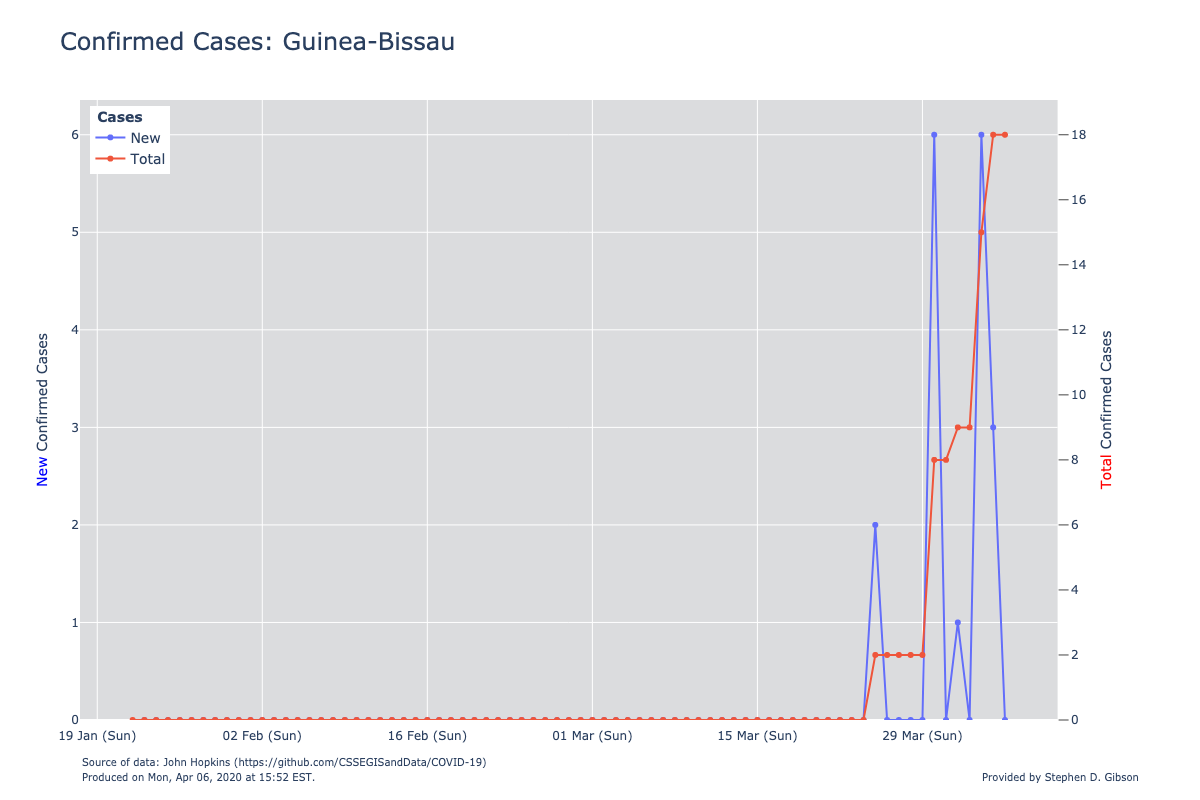 Confirmed Cases: Guinea-Bissau
Cases
New
Total
6
5
4
3
2
1
0
New Confirmed Cases
18
16
14
12
10
8
6
4
2
0
Total Confirmed Cases
19 Jan (Sun)
02 Feb (Sun)
16 Feb (Sun)
01 Mar (Sun)
15 Mar (Sun)
29 Mar (Sun)
Source of data: John Hopkins (https://github.com/CSSEGISandData/COVID-19)
Produced on Mon, Apr 06, 2020 at 15:52 EST.
Provided by Stephen D. Gibson